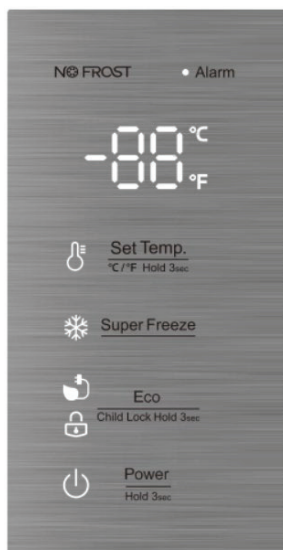 NO FROST
Alarm
-88 °C
°F
Set Temp.
°C/°F Hold 3sec
Super Freeze
Eco
Child Lock Hold 3sec
Power
Hold 3sec